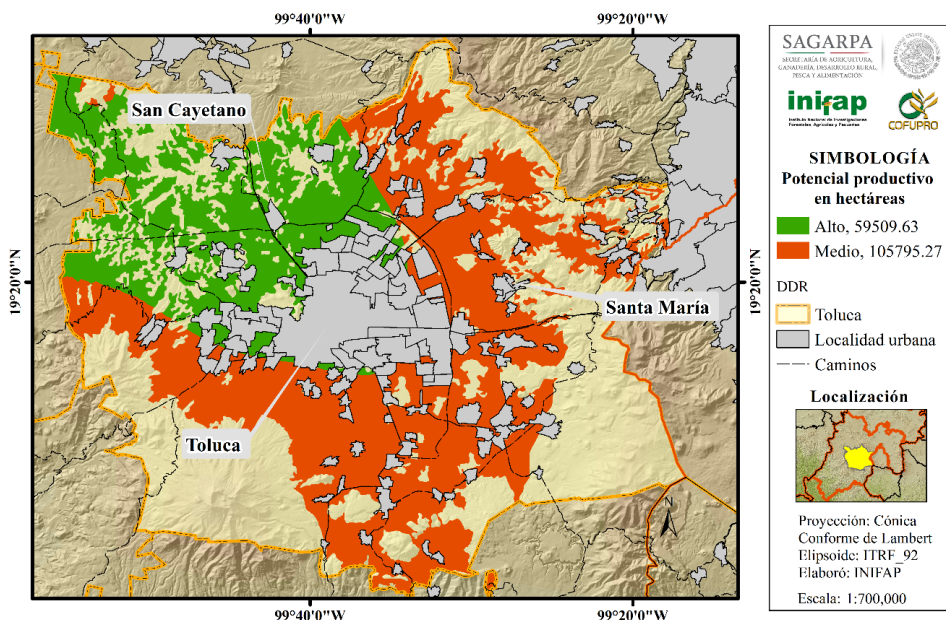 99°40'0"W
99°20'0"W
San Cayetano
Santa María
Toluca
19°20'0"N
19°20'0"N
N
99°40'0"W
99°20'0"W
SAGARPA
SECRETARÍA DE AGRICULTURA,
GANADERÍA, DESARROLLO RURAL,
PESCA Y ALIMENTACIÓN
inifap
Instituto Nacional de Investigaciones
Forestales, Agrícolas y Pecuarias
COFUPRO
SIMBOLOGÍA
Potencial productivo
en hectáreas
Alto, 59509.63
Medio, 105795.27
DDR
Toluca
Localidad urbana
Caminos
Localización
Proyección: Cónica
Conforme de Lambert
Elipsoide: ITRF_92
Elaboró: INIFAP
Escala: 1:700,000